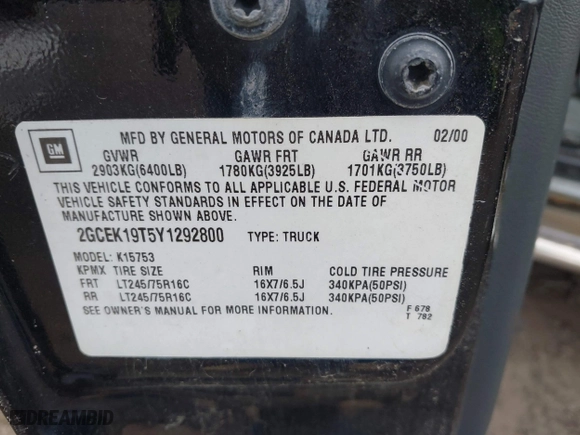 GM
MFD BY GENERAL MOTORS OF CANADA LTD. 02/00
GVWR GAWR FRT GAWR RR
2903KG(6400LB) 1780KG(3925LB) 1701KG(3750LB)
THIS VEHICLE CONFORMS TO ALL APPLICABLE U.S. FEDERAL MOTOR
VEHICLE SAFETY STANDARDS IN EFFECT ON THE DATE OF MANUFACTURE
SHOWN ABOVE.
2GCEK19T5Y1292800 TYPE: TRUCK
MODEL: K15753
KPMX TIRE SIZE RIM COLD TIRE PRESSURE
FRT LT245/75R16C 16X7/6.5J 340KPA(50PSI)
RR LT245/75R16C 16X7/6.5J 340KPA(50PSI)
SEE OWNER'S MANUAL FOR MORE INFORMATION. F 678
T 782
DREAMBID